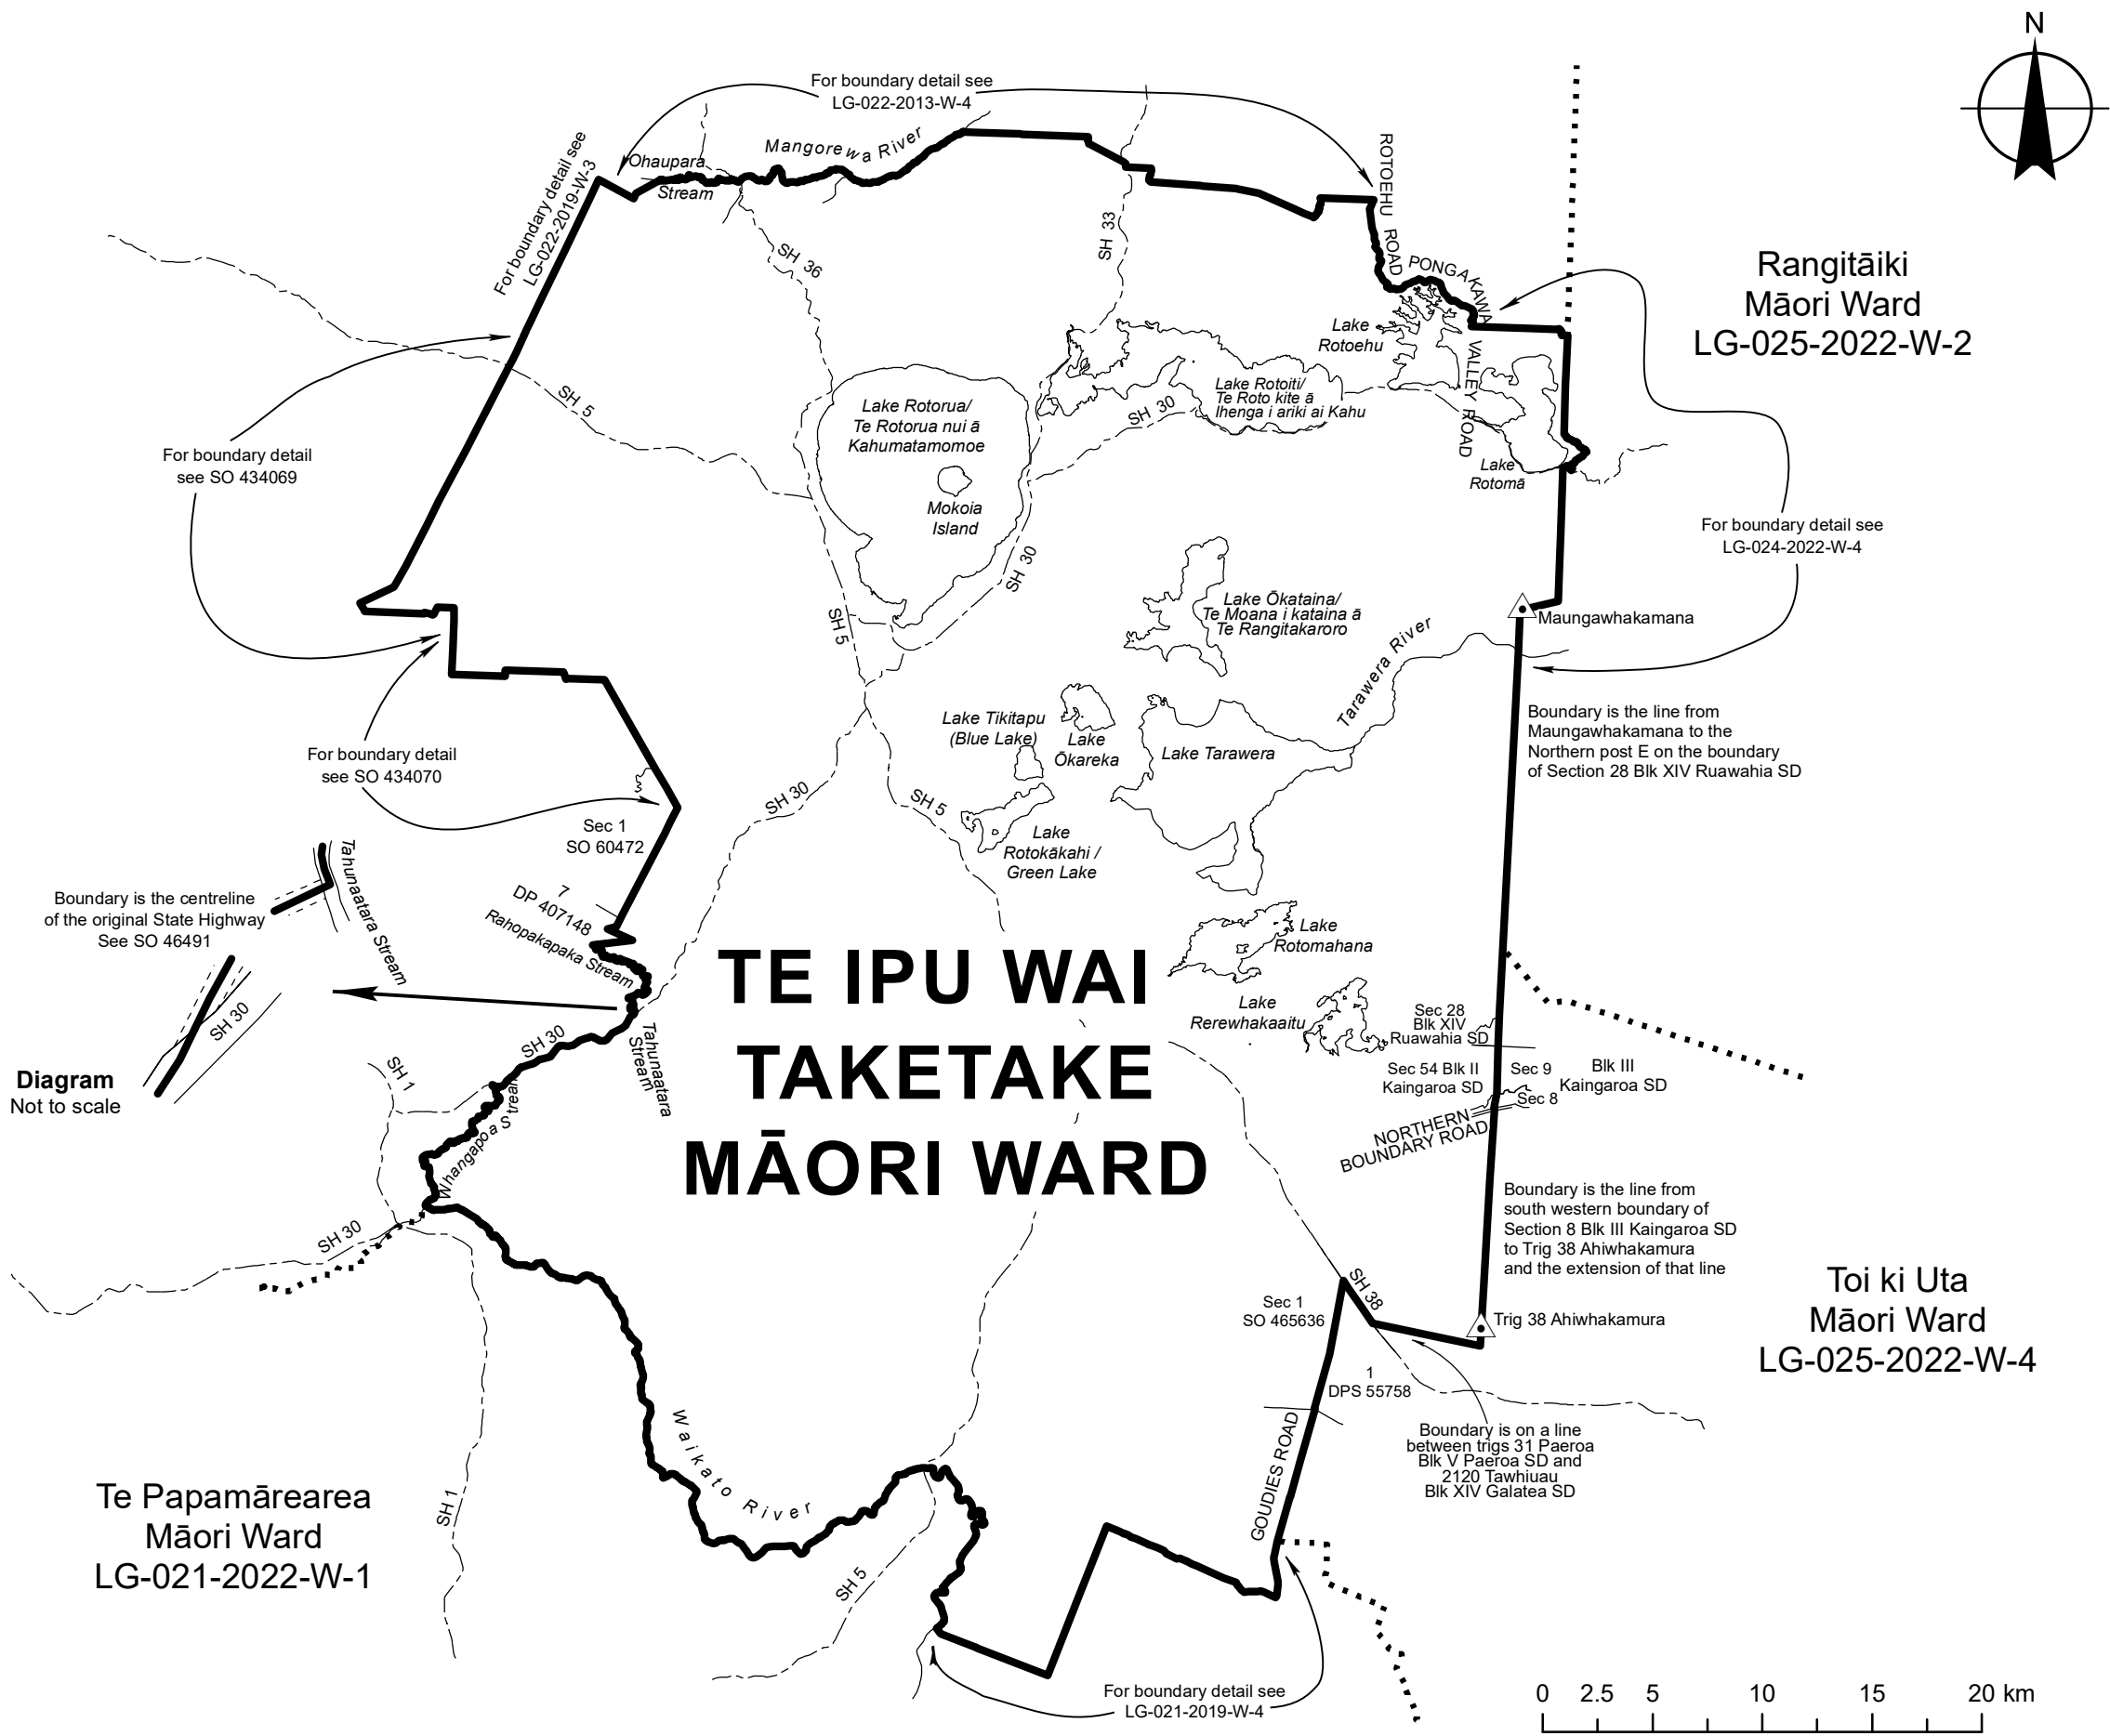 N
For boundary detail see
LG-022-2013-W-4
For boundary detail see
LG-022-2019-W-3
Ohaupara
Stream
Mangorewa River
ROTOEHU ROAD
PONGAKAWA VALLEY ROAD
SH 36
SH 33
Rangitāiki
Māori Ward
LG-025-2022-W-2
Lake
Rotoehu
SH 5
Lake Rotorua/
Te Rotorua nui ā
Kahumatamomoe
Mokoia
Island
Lake Rotoiti/
Te Roto kite ā
Ihenga i ariki ai Kahu
SH 30
Lake
Rotomā
For boundary detail
see SO 434069
For boundary detail see
LG-024-2022-W-4
SH 30
SH 5
Lake Ōkataina/
Te Moana i kataina ā
Te Rangitakaroro
Maungawhakamana
Tarawera River
Boundary is the line from
Maungawhakamana to the
Northern post E on the boundary
of Section 28 Blk XIV Ruawahia SD
Lake Tikitapu
(Blue Lake)
Lake
Ōkareka
Lake Tarawera
For boundary detail
see SO 434070
SH 30
SH 5
Sec 1
SO 60472
Lake
Rotokākahi /
Green Lake
7
DP 407148
Rahopakapaka Stream
Tahunaatara Stream
Boundary is the centreline
of the original State Highway
See SO 46491
SH 30
Diagram
Not to scale
Lake
Rotomahana
Lake
Rerewhakaaitu
TE IPU WAI
TAKETAKE
MĀORI WARD
Sec 28
Blk XIV
Ruawahia SD
Sec 54 Blk II
Kaingaroa SD
Sec 9
Blk III
Kaingaroa SD
Sec 8
NORTHERN
BOUNDARY ROAD
SH 30
Tahunaatara
Stream
SH 1
Whangapoa Stream
SH 30
Boundary is the line from
south western boundary of
Section 8 Blk III Kaingaroa SD
to Trig 38 Ahiwhakamura
and the extension of that line
Trig 38 Ahiwhakamura
SH 38
Sec 1
SO 465636
1
DPS 55758
Toi ki Uta
Māori Ward
LG-025-2022-W-4
GOUDIES ROAD
Boundary is on a line
between trigs 31 Paeroa
Blk V Paeroa SD and
2120 Tawhiuau
Blk XIV Galatea SD
Waikato River
SH 1
SH 5
Te Papamārearea
Māori Ward
LG-021-2022-W-1
For boundary detail see
LG-021-2019-W-4
0 2.5 5 10 15 20 km